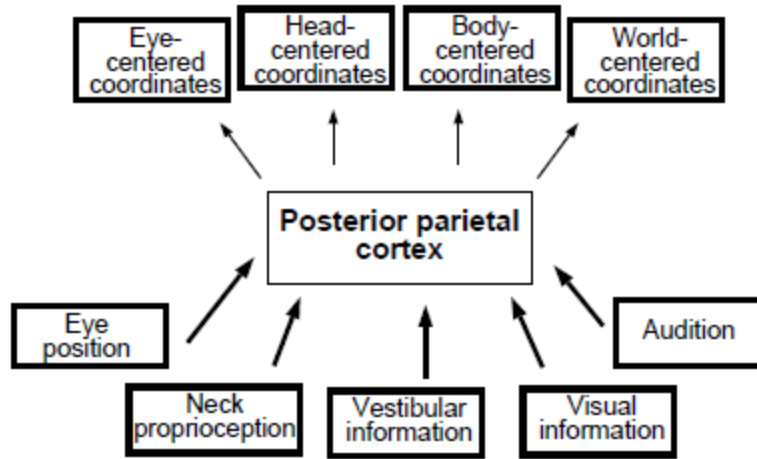 Eye-
centered
coordinates
Head-
centered
coordinates
Body-
centered
coordinates
World-
centered
coordinates
Posterior parietal
cortex
Eye
position
Neck
proprioception
Vestibular
information
Visual
information
Audition